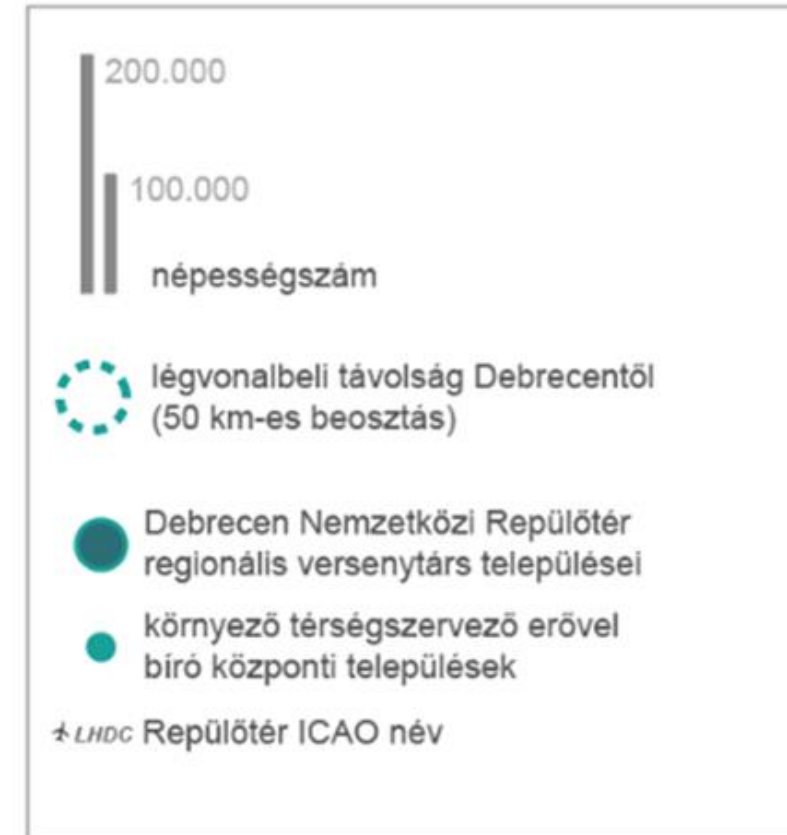 200.000
100.000
népességszám
légvonalbeli távolság Debrecentől
(50 km-es beosztás)
Debrecen Nemzetközi Repülőtér
regionális versenytárs települései
környező térségszervező erővel
bíró központi települések
LHDC Repülőtér ICAO név